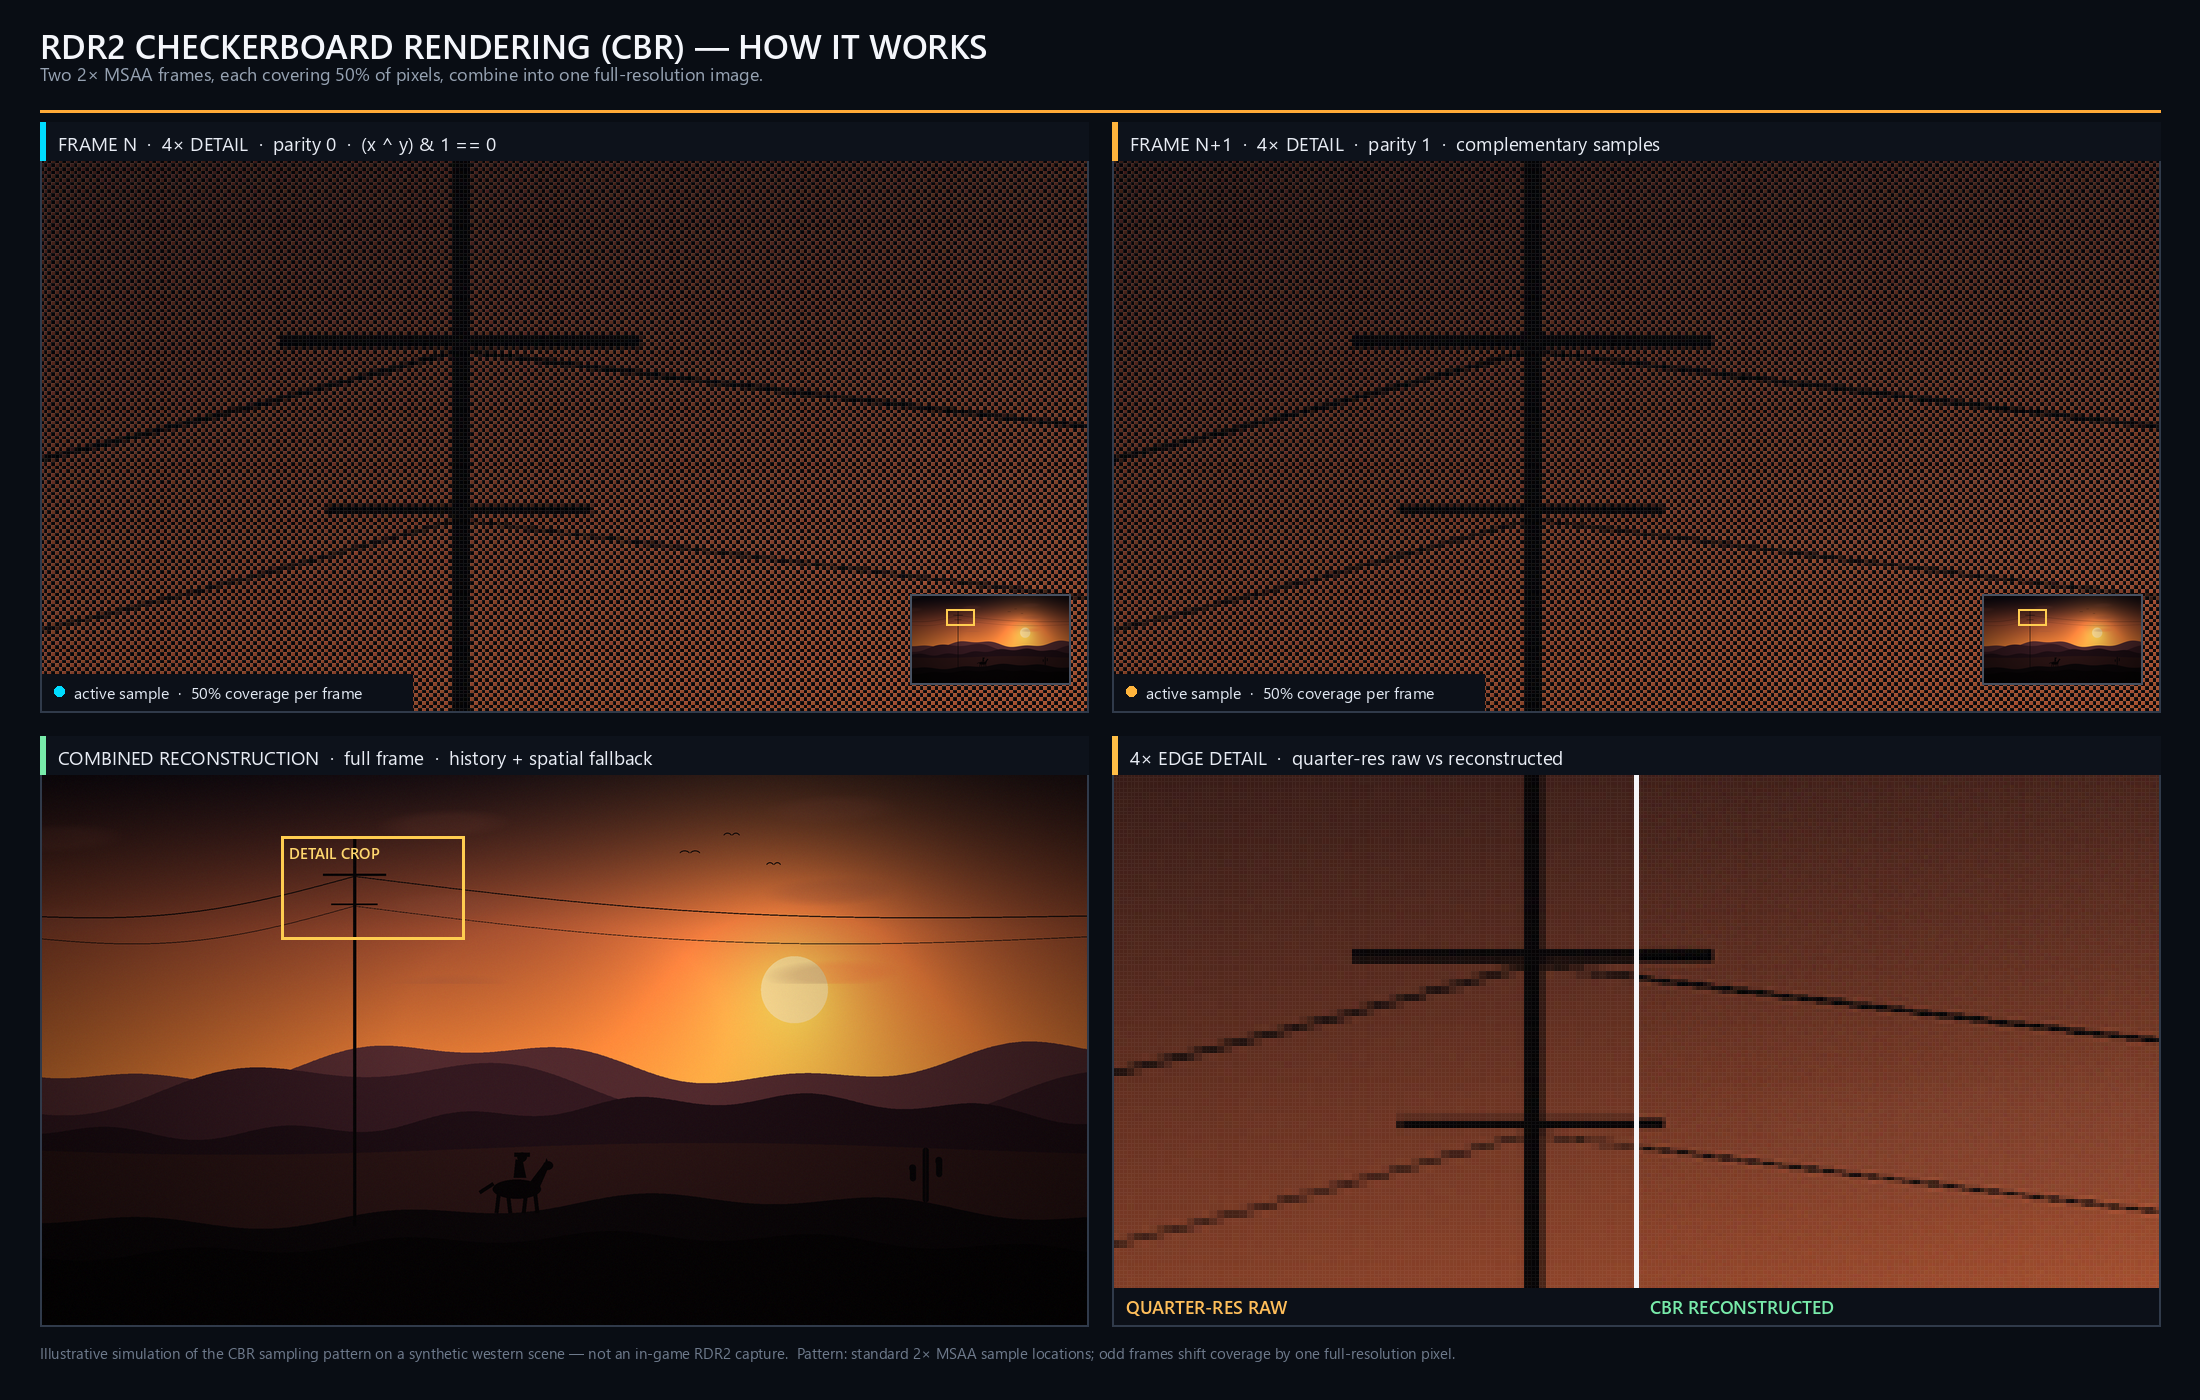 RDR2 CHECKERBOARD RENDERING (CBR) — HOW IT WORKS
Two 2× MSAA frames, each covering 50% of pixels, combine into one full-resolution image.
FRAME N · 4× DETAIL · parity 0 · (x ^ y) & 1 == 0
active sample · 50% coverage per frame
FRAME N+1 · 4× DETAIL · parity 1 · complementary samples
active sample · 50% coverage per frame
COMBINED RECONSTRUCTION · full frame · history + spatial fallback
DETAIL CROP
4× EDGE DETAIL · quarter-res raw vs reconstructed
QUARTER-RES RAW
CBR RECONSTRUCTED
Illustrative simulation of the CBR sampling pattern on a synthetic western scene — not an in-game RDR2 capture. Pattern: standard 2× MSAA sample locations; odd frames shift coverage by one full-resolution pixel.